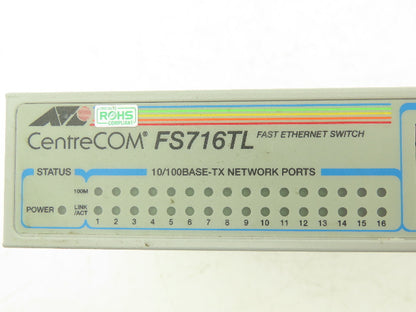 RoHS
COMPLIANT
CentreCOM® FS716TL FAST ETHERNET SWITCH
STATUS 10/100BASE-TX NETWORK PORTS
100M
POWER LINK/ACT
1 2 3 4 5 6 7 8 9 10 11 12 13 14 15 16